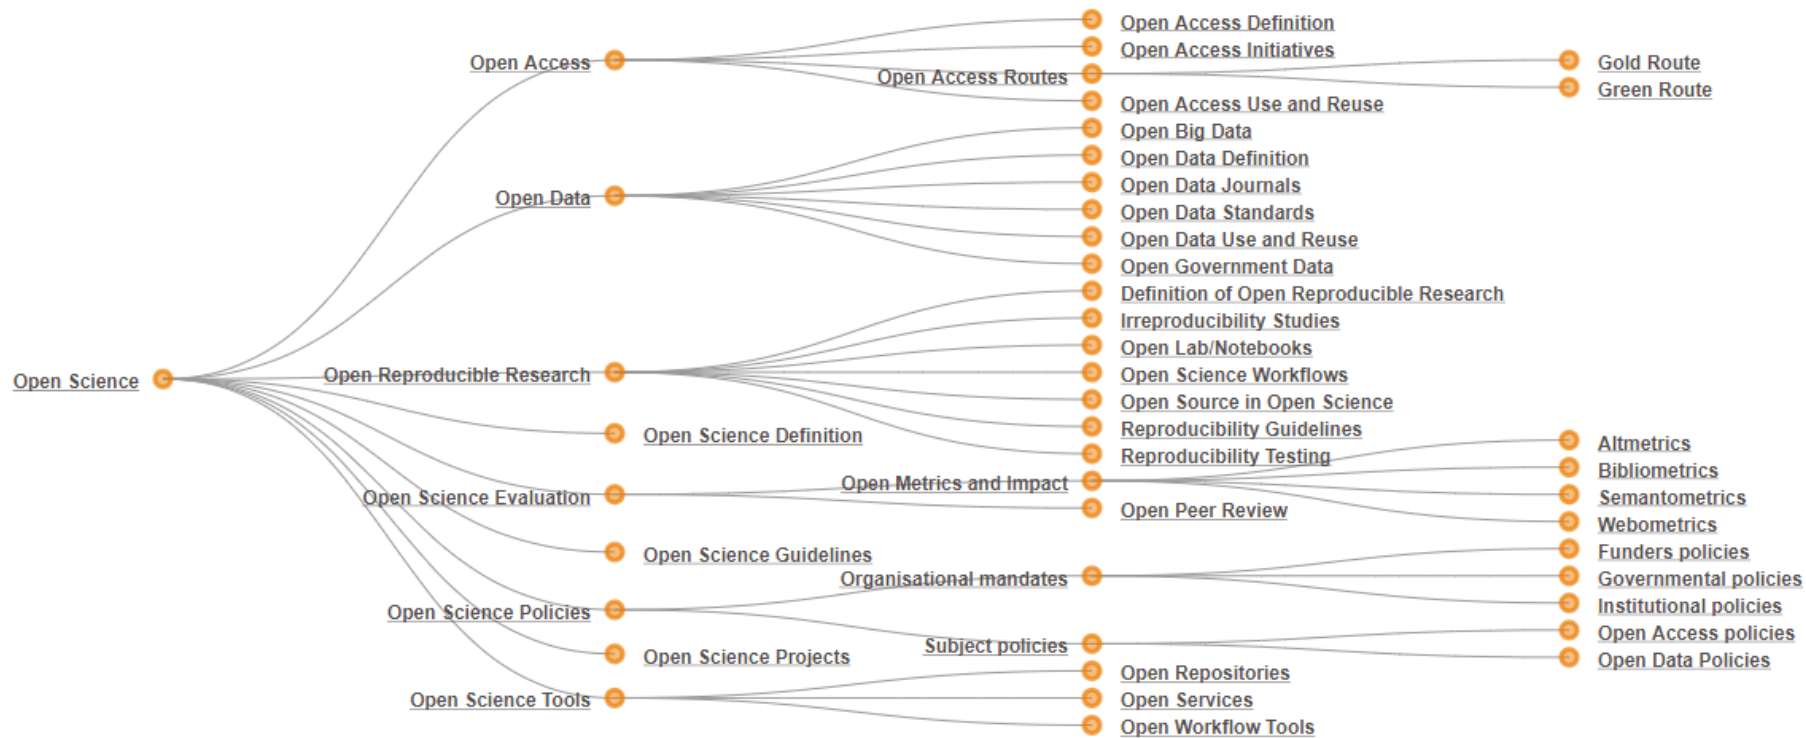 Open Science
Open Access
Open Access Definition
Open Access Initiatives
Open Access Routes
Gold Route
Green Route
Open Access Use and Reuse
Open Data
Open Big Data
Open Data Definition
Open Data Journals
Open Data Standards
Open Data Use and Reuse
Open Government Data
Open Reproducible Research
Definition of Open Reproducible Research
Irreproducibility Studies
Open Lab/Notebooks
Open Science Workflows
Open Source in Open Science
Reproducibility Guidelines
Reproducibility Testing
Open Science Definition
Open Science Evaluation
Open Metrics and Impact
Altmetrics
Bibliometrics
Semantometrics
Webometrics
Open Peer Review
Open Science Guidelines
Open Science Policies
Organisational mandates
Funders policies
Governmental policies
Institutional policies
Subject policies
Open Access policies
Open Data Policies
Open Science Projects
Open Science Tools
Open Repositories
Open Services
Open Workflow Tools